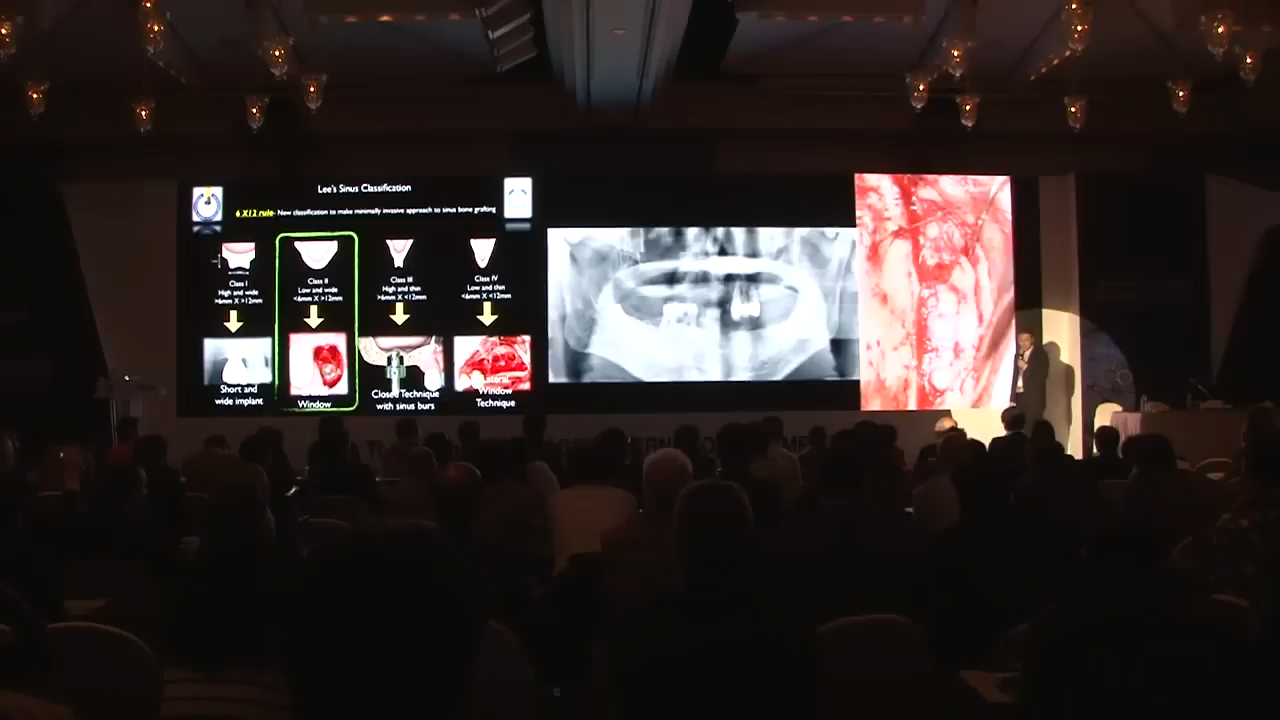 Lee's Sinus Classification
6 X12 rule- New classification to make minimally invasive approach to sinus bone grafting
Class I
High and wide
>6mm X >12mm
Class II
Low and wide
<6mm X >12mm
Class III
High and thin
>6mm X <12mm
Class IV
Low and thin
<6mm X <12mm
Short and
wide implant
Window
Closed Technique
with sinus burs
Lateral
Window
Technique